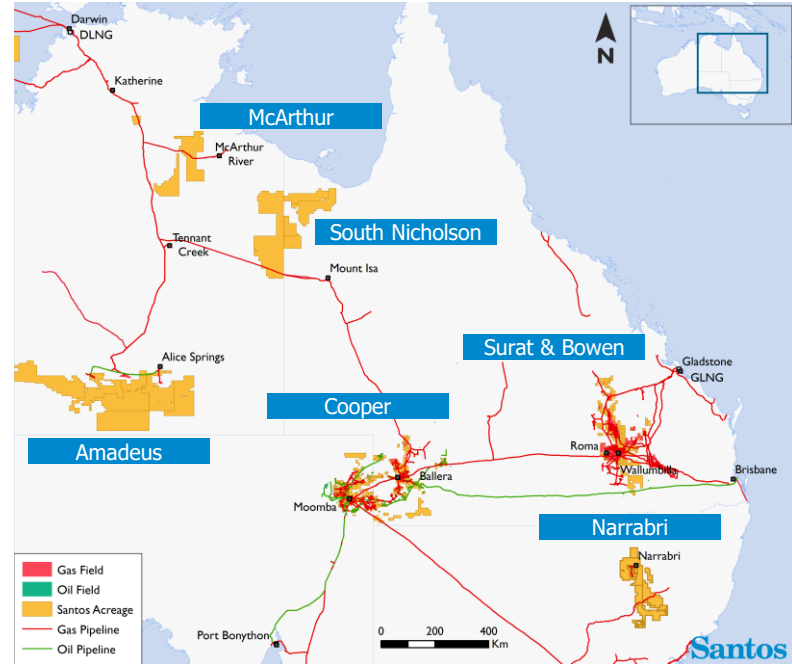 Darwin
DLNG
N
Katherine
McArthur
McArthur
River
South Nicholson
Tennant
Creek
Mount Isa
Surat & Bowen
Alice Springs
Gladstone
GLNG
Cooper
Amadeus
Roma
Wallumbilla
Ballera
Brisbane
Moomba
Narrabri
Narrabri
Gas Field
Oil Field
Santos Acreage
Gas Pipeline
Oil Pipeline
Port Bonython
0 200 400
Km
Santos